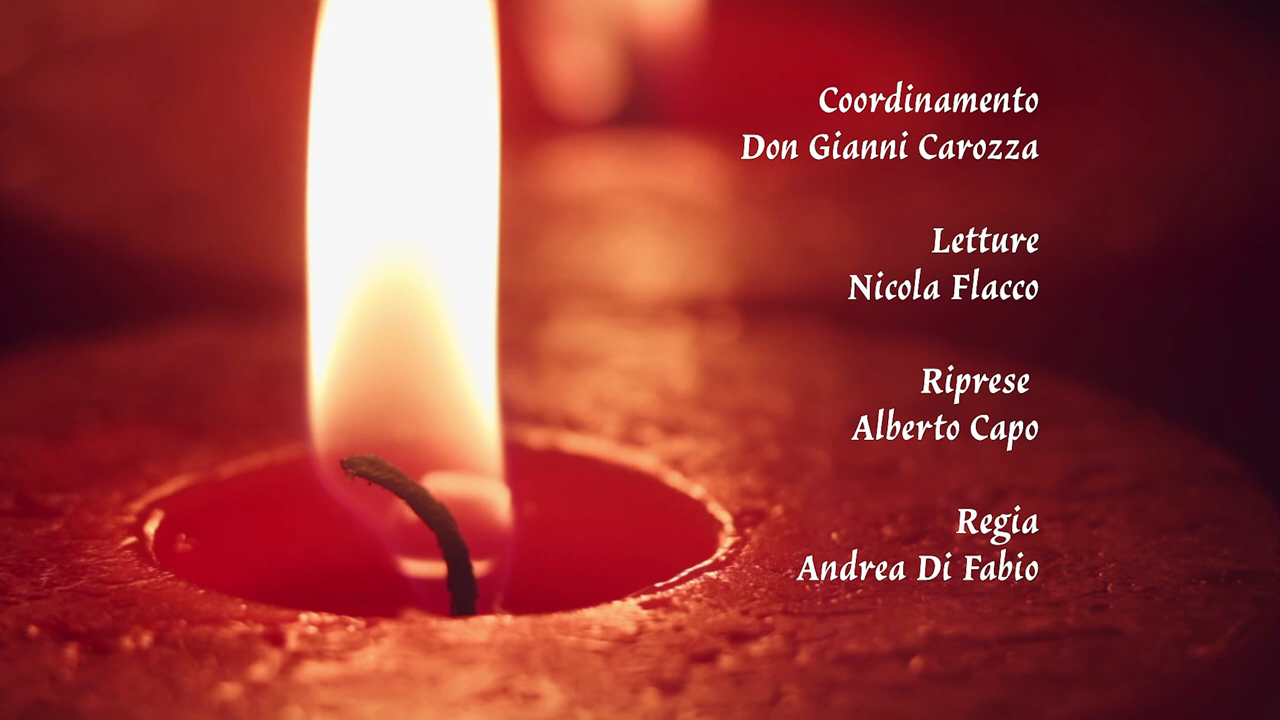 Coordinamento
Don Gianni Carozza
Letture
Nicola Flacco
Riprese
Alberto Capo
Regia
Andrea Di Fabio